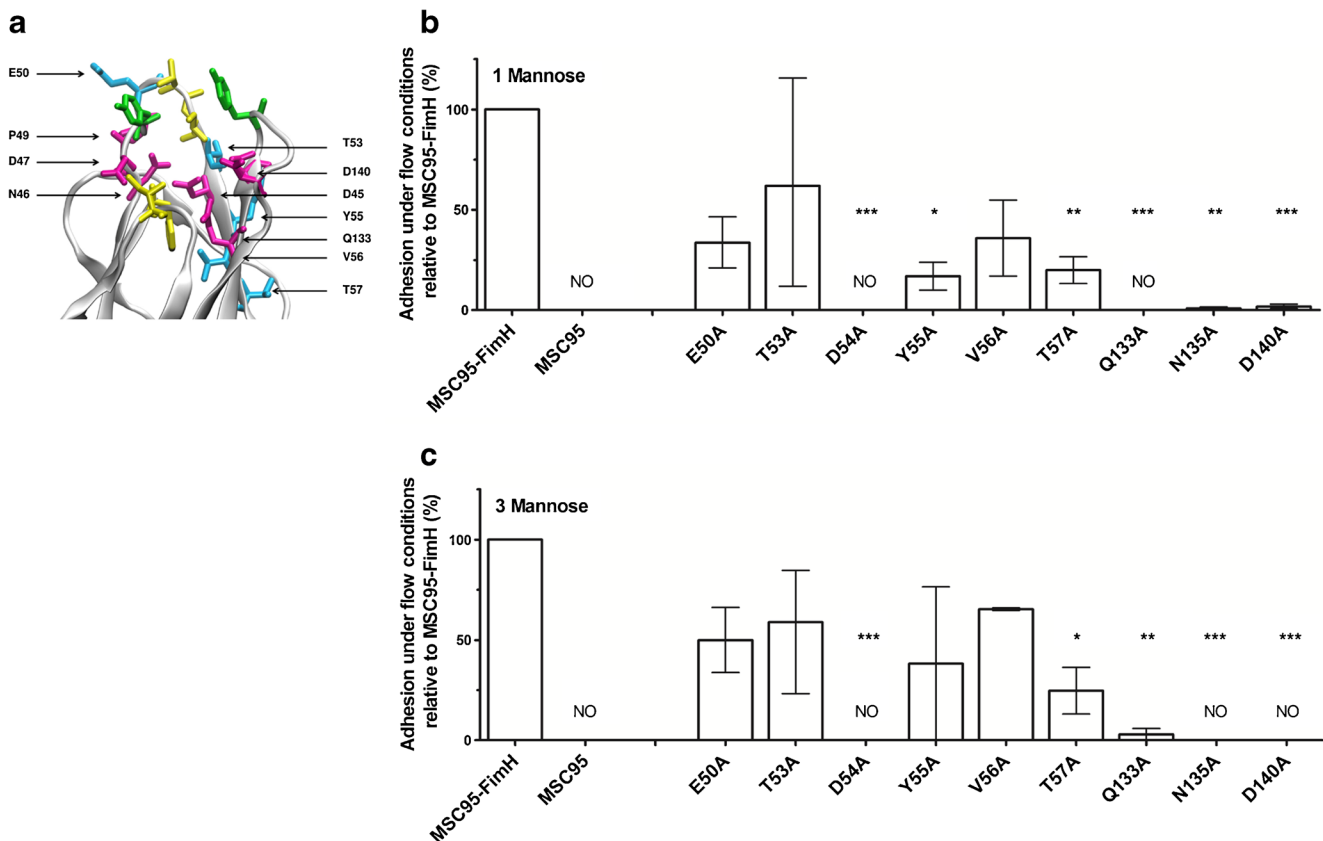 a
E50
P49
D47
N46
T53
D140
D45
Y55
Q133
V56
T57
b
Adhesion under flow conditions
relative to MSC95-FimH (%)
1 Mannose
100
50
0
NO
***
NO
*
**
***
NO
**
***
MSC95-FimH
MSC95
E50A
T53A
D54A
Y55A
V56A
T57A
Q133A
N135A
D140A
c
Adhesion under flow conditions
relative to MSC95-FimH (%)
3 Mannose
100
50
0
NO
***
NO
*
**
***
NO
***
NO
MSC95-FimH
MSC95
E50A
T53A
D54A
Y55A
V56A
T57A
Q133A
N135A
D140A